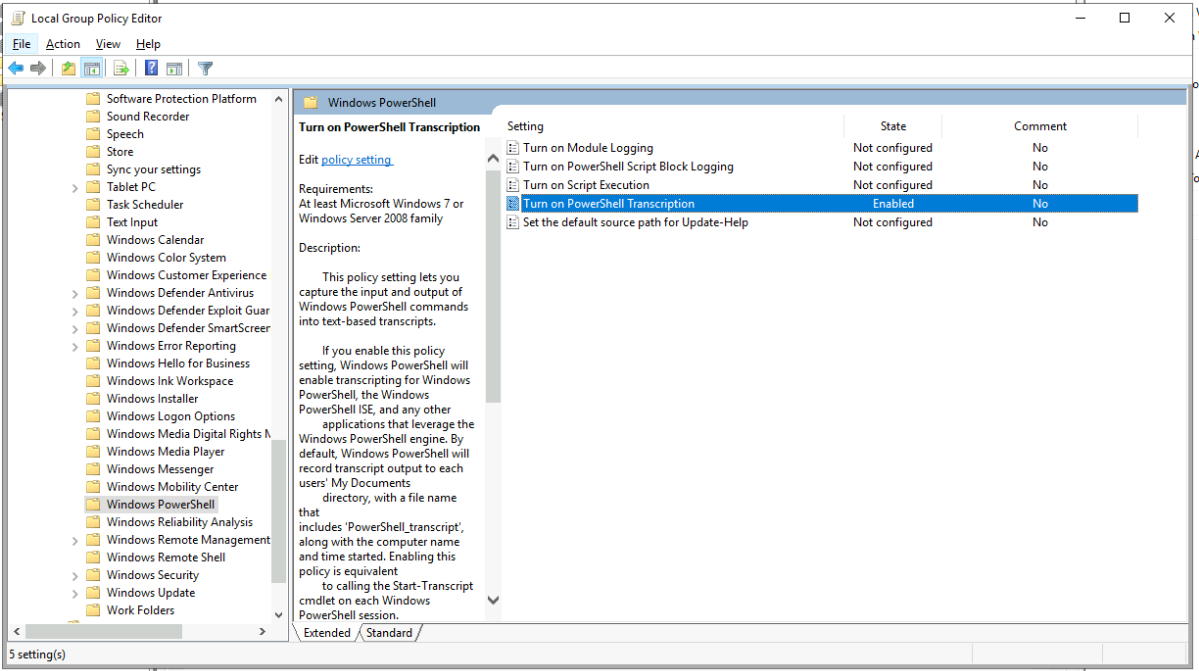 Local Group Policy Editor
File Action View Help
Software Protection Platform
Sound Recorder
Speech
Store
Sync your settings
Tablet PC
Task Scheduler
Text Input
Windows Calendar
Windows Color System
Windows Customer Experience
Windows Defender Antivirus
Windows Defender Exploit Guar
Windows Defender SmartScreen
Windows Error Reporting
Windows Hello for Business
Windows Ink Workspace
Windows Installer
Windows Logon Options
Windows Media Digital Rights M
Windows Media Player
Windows Messenger
Windows Mobility Center
Windows PowerShell
Windows Reliability Analysis
Windows Remote Management
Windows Remote Shell
Windows Security
Windows Update
Work Folders
Windows PowerShell
Turn on PowerShell Transcription
Edit policy setting
Requirements:
At least Microsoft Windows 7 or
Windows Server 2008 family
Description:
This policy setting lets you
capture the input and output of
Windows PowerShell commands
into text-based transcripts.
If you enable this policy
setting, Windows PowerShell will
enable transcripting for Windows
PowerShell, the Windows
PowerShell ISE, and any other
applications that leverage the
Windows PowerShell engine. By
default, Windows PowerShell will
record transcript output to each
users' My Documents
directory, with a file name
that
includes 'PowerShell_transcript',
along with the computer name
and time started. Enabling this
policy is equivalent
to calling the Start-Transcript
cmdlet on each Windows
PowerShell session.
Setting State Comment
Turn on Module Logging Not configured No
Turn on PowerShell Script Block Logging Not configured No
Turn on Script Execution Not configured No
Turn on PowerShell Transcription Enabled No
Set the default source path for Update-Help Not configured No
Extended Standard
5 setting(s)